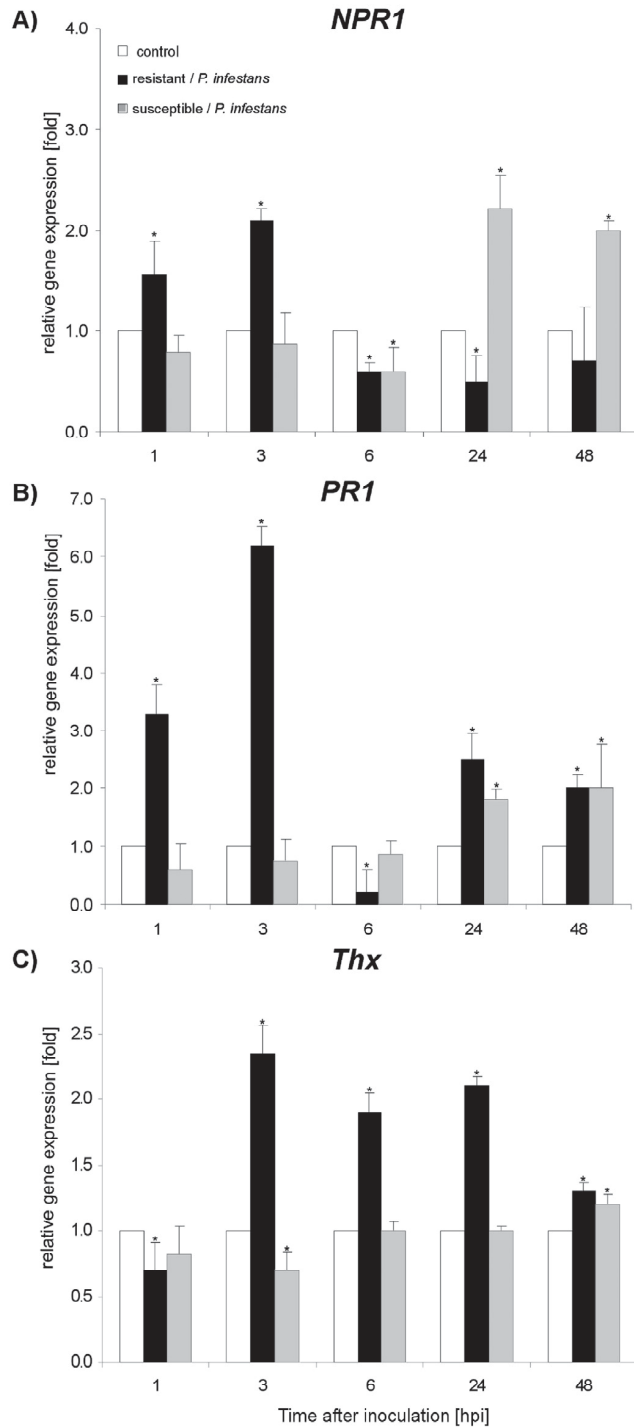 A) NPR1
control
resistant / P. infestans
susceptible / P. infestans
relative gene expression [fold]
4.0
3.0
2.0
1.0
0.0
* * * * * * *
1 3 6 24 48
B) PR1
relative gene expression [fold]
7.0
6.0
5.0
4.0
3.0
2.0
1.0
0.0
* * * * * * *
1 3 6 24 48
C) Thx
relative gene expression [fold]
3.0
2.5
2.0
1.5
1.0
0.5
0.0
* * * * * * *
1 3 6 24 48
Time after inoculation [hpi]